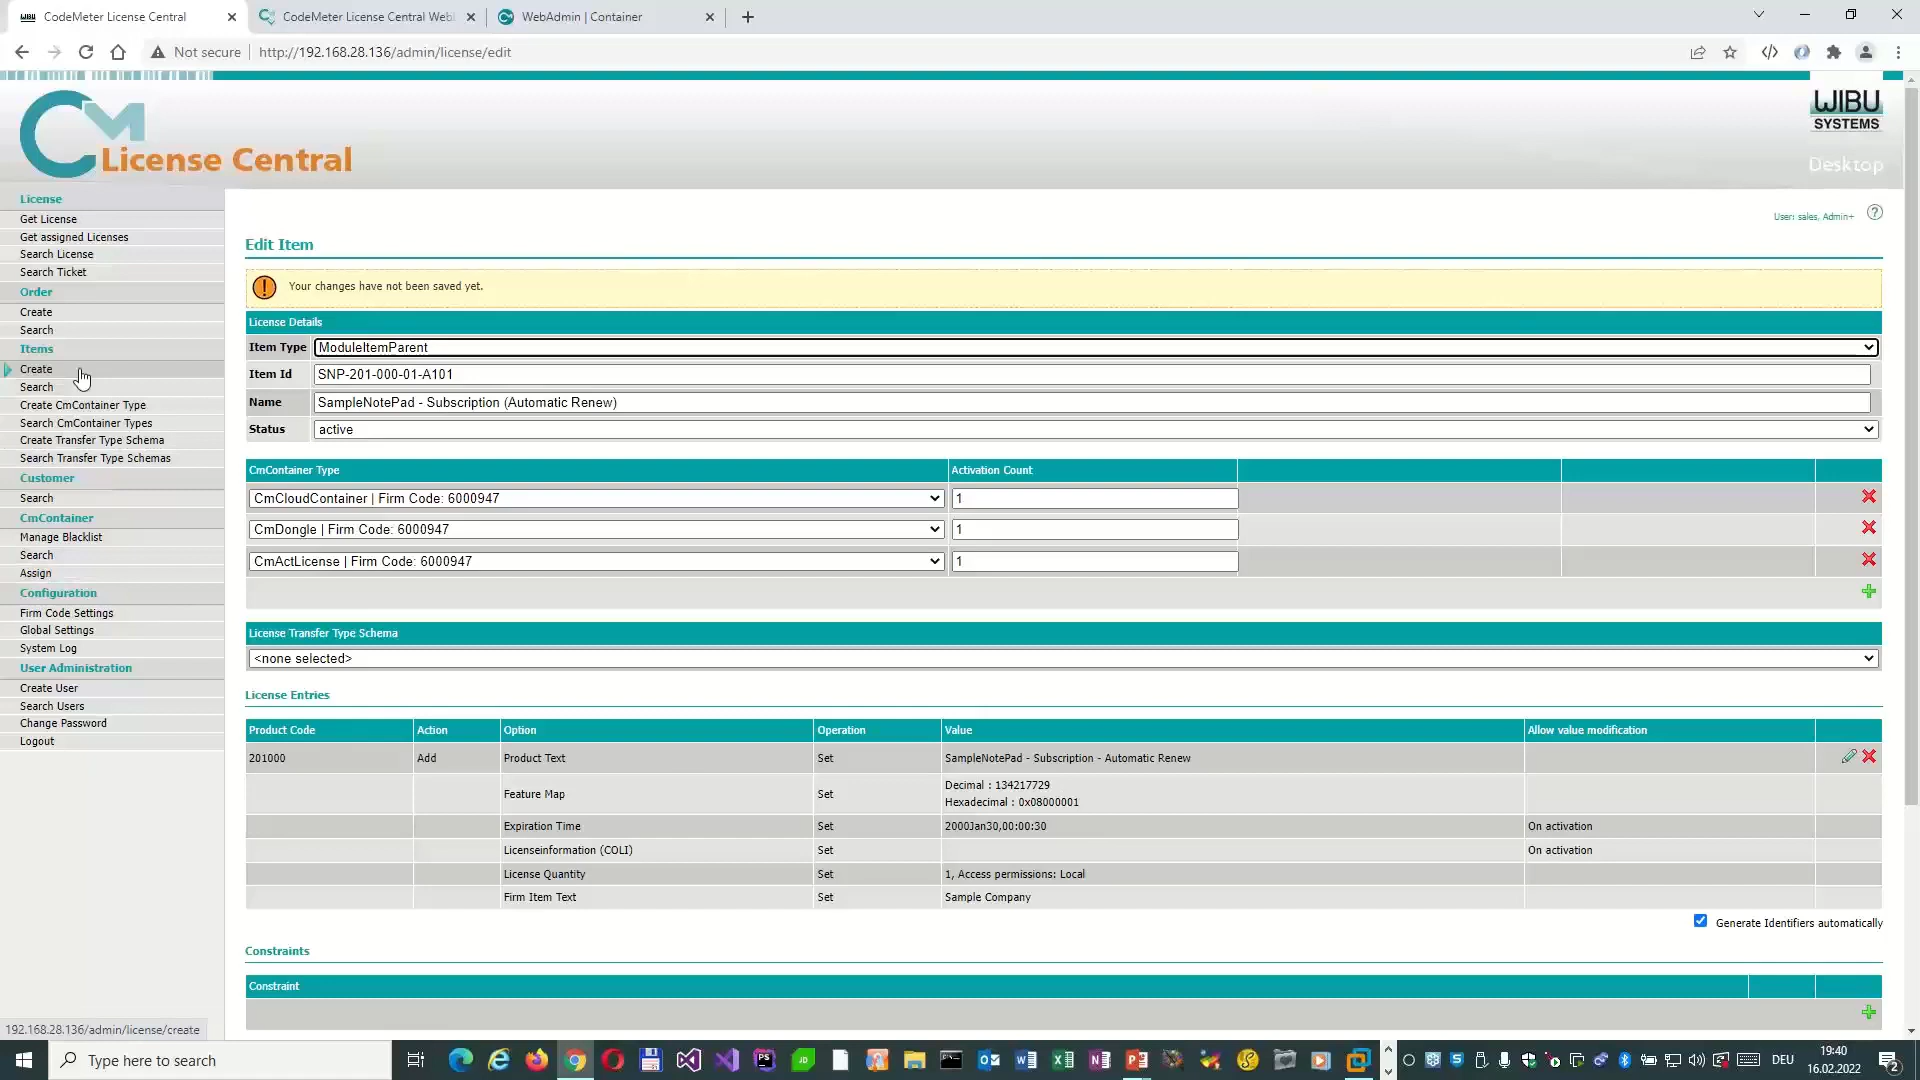 CodeMeter License Central
CodeMeter License Central Web
WebAdmin | Container
Not secure
http://192.168.28.136/admin/license/edit
CM
License Central
WIBU
SYSTEMS
Desktop
License
Get License
Get assigned Licenses
Search License
Search Ticket
Order
Create
Search
Items
Create
Search
Create CmContainer Type
Search CmContainer Types
Create Transfer Type Schema
Search Transfer Type Schemas
Customer
Search
CmContainer
Manage Blacklist
Search
Assign
Configuration
Firm Code Settings
Global Settings
System Log
User Administration
Create User
Search Users
Change Password
Logout
User: sales, Admin+
Edit Item
Your changes have not been saved yet.
License Details
Item Type ModuleItemParent
Item Id SNP-201-000-01-A101
Name SampleNotePad - Subscription (Automatic Renew)
Status active
CmContainer Type Activation Count
CmCloudContainer | Firm Code: 6000947 1
CmDongle | Firm Code: 6000947 1
CmActLicense | Firm Code: 6000947 1
License Transfer Type Schema
<none selected>
License Entries
Product Code Action Option Operation Value Allow value modification
201000 Add Product Text Set SampleNotePad - Subscription - Automatic Renew
Feature Map Set Decimal : 134217729
Hexadecimal : 0x08000001
Expiration Time Set 2000Jan30,00:00:30 On activation
Licenseinformation (COLI) Set On activation
License Quantity Set 1, Access permissions: Local
Firm Item Text Set Sample Company
Generate Identifiers automatically
Constraints
Constraint
192.168.28.136/admin/license/create
Type here to search
DEU
19:40
16.02.2022
2